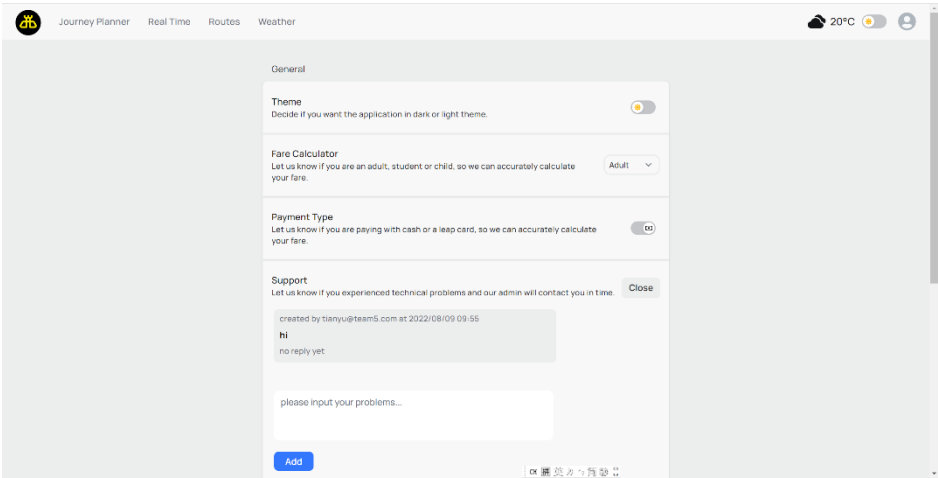 Journey Planner Real Time Routes Weather 20°C
General
Theme
Decide if you want the application in dark or light theme.
Fare Calculator
Let us know if you are an adult, student or child, so we can accurately calculate
your fare.
Adult
Payment Type
Let us know if you are paying with cash or a leap card, so we can accurately calculate
your fare.
Support
Let us know if you experienced technical problems and our admin will contact you in time.
Close
created by tianyu@team5.com at 2022/08/09 09:55
hi
no reply yet
please input your problems...
Add